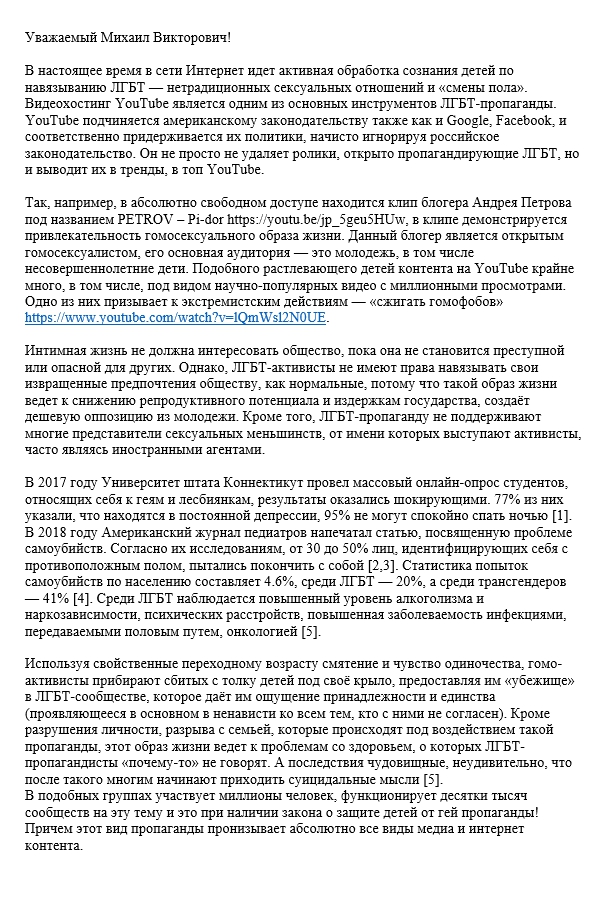 Уважаемый Михаил Викторович!
В настоящее время в сети Интернет идет активная обработка сознания детей по
навязыванию ЛГБТ — нетрадиционных сексуальных отношений и «смены пола».
Видеохостинг YouTube является одним из основных инструментов ЛГБТ-пропаганды.
YouTube подчиняется американскому законодательству также как и Google, Facebook, и
соответственно придерживается их политики, начисто игнорируя российское
законодательство. Он не просто не удаляет ролики, открыто пропагандирующие ЛГБТ, но
и выводит их в тренды, в топ YouTube.
Так, например, в абсолютно свободном доступе находится клип блогера Андрея Петрова
под названием PETROV – Pi-dor https://youtu.be/jp_5geu5HUw, в клипе демонстрируется
привлекательность гомосексуального образа жизни. Данный блогер является открытым
гомосексуалистом, его основная аудитория — это молодежь, в том числе
несовершеннолетние дети. Подобного растлевающего детей контента на YouTube крайне
много, в том числе, под видом научно-популярных видео с миллионными просмотрами.
Одно из них призывает к экстремистским действиям — «сжигать гомофобов»
https://www.youtube.com/watch?v=lQmWsl2N0UE.
Интимная жизнь не должна интересовать общество, пока она не становится преступной
или опасной для других. Однако, ЛГБТ-активисты не имеют права навязывать свои
извращенные предпочтения обществу, как нормальные, потому что такой образ жизни
ведет к снижению репродуктивного потенциала и издержкам государства, создаёт
дешевую оппозицию из молодежи. Кроме того, ЛГБТ-пропаганду не поддерживают
многие представители сексуальных меньшинств, от имени которых выступают активисты,
часто являясь иностранными агентами.
В 2017 году Университет штата Коннектикут провел массовый онлайн-опрос студентов,
относящих себя к геям и лесбиянкам, результаты оказались шокирующими. 77% из них
указали, что находятся в постоянной депрессии, 95% не могут спокойно спать ночью [1].
В 2018 году Американский журнал педиатров напечатал статью, посвященную проблеме
самоубийств. Согласно их исследованиям, от 30 до 50% лиц, идентифицирующих себя с
противоположным полом, пытались покончить с собой [2,3]. Статистика попыток
самоубийств по населению составляет 4.6%, среди ЛГБТ — 20%, а среди трансгендеров
— 41% [4]. Среди ЛГБТ наблюдается повышенный уровень алкоголизма и
наркозависимости, психических расстройств, повышенная заболеваемость инфекциями,
передаваемыми половым путем, онкологией [5].
Используя свойственные переходному возрасту смятение и чувство одиночества, гомо-
активисты прибирают сбитых с толку детей под своё крыло, предоставляя им «убежище»
в ЛГБТ-сообществе, которое даёт им ощущение принадлежности и единства
(проявляющееся в основном в ненависти ко всем тем, кто с ними не согласен). Кроме
разрушения личности, разрыва с семьей, которые происходят под воздействием такой
пропаганды, этот образ жизни ведет к проблемам со здоровьем, о которых ЛГБТ-
пропагандисты «почему-то» не говорят. А последствия чудовищные, неудивительно, что
после такого многим начинают приходить суицидальные мысли [5].
В подобных группах участвует миллионы человек, функционирует десятки тысяч
сообществ на эту тему и это при наличии закона о защите детей от гей пропаганды!
Причем этот вид пропаганды пронизывает абсолютно все виды медиа и интернет
контента.